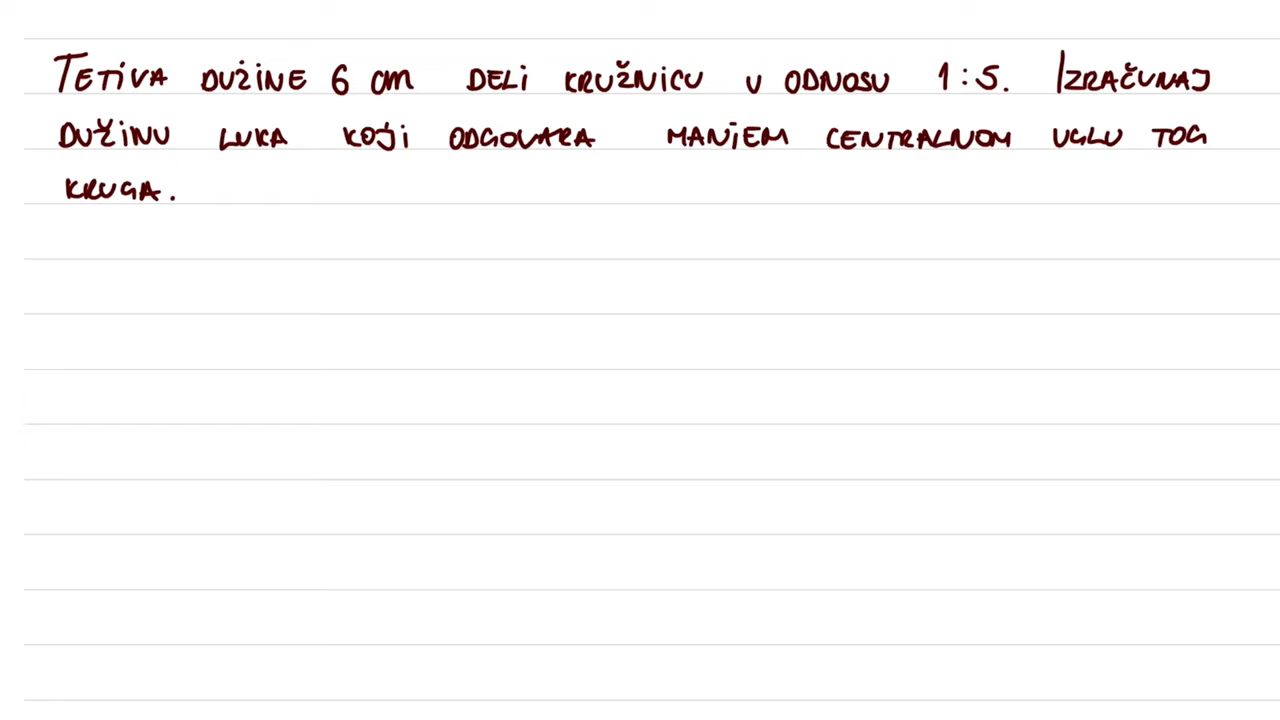 TETIVA DUŽINE 6 cm DELI KRUŽNICU U ODNOSU 1:5. IZRAČUNAJ
DUŽINU LUKA KOJI ODGOVARA MANJEM CENTRALNOM UGLU TOG
KRUGA.